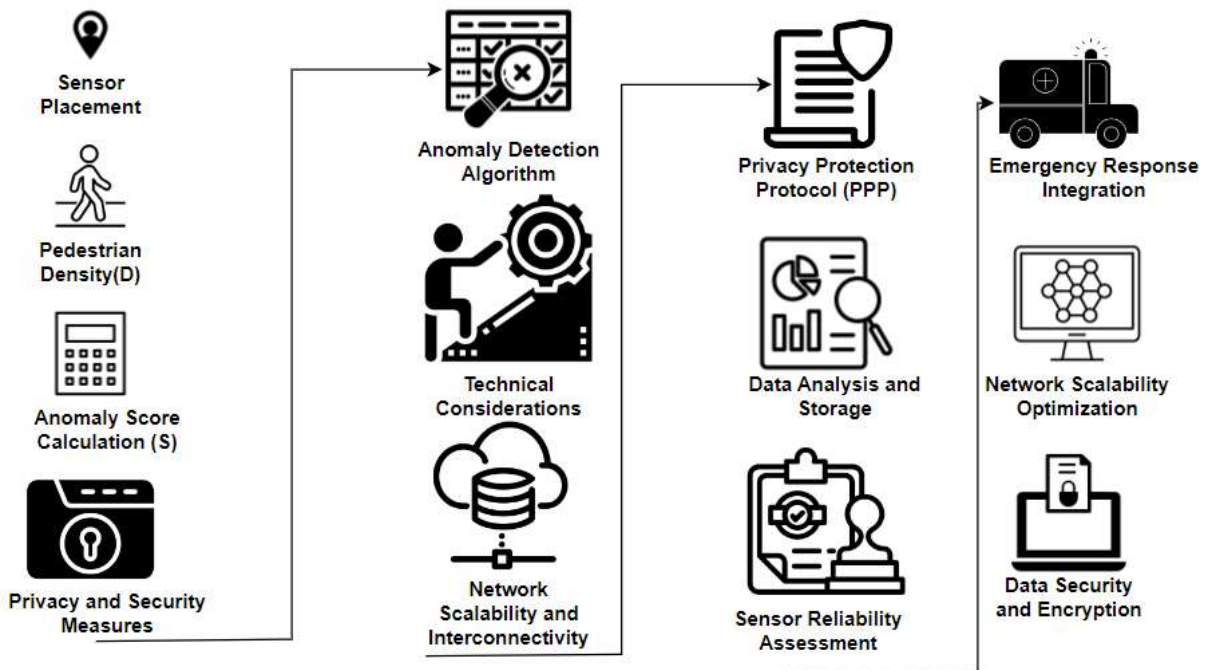 Sensor
Placement
Pedestrian
Density(D)
Anomaly Score
Calculation (S)
Privacy and Security
Measures
Anomaly Detection
Algorithm
Technical
Considerations
Network
Scalability and
Interconnectivity
Privacy Protection
Protocol (PPP)
Data Analysis and
Storage
Sensor Reliability
Assessment
Emergency Response
Integration
Network Scalability
Optimization
Data Security
and Encryption